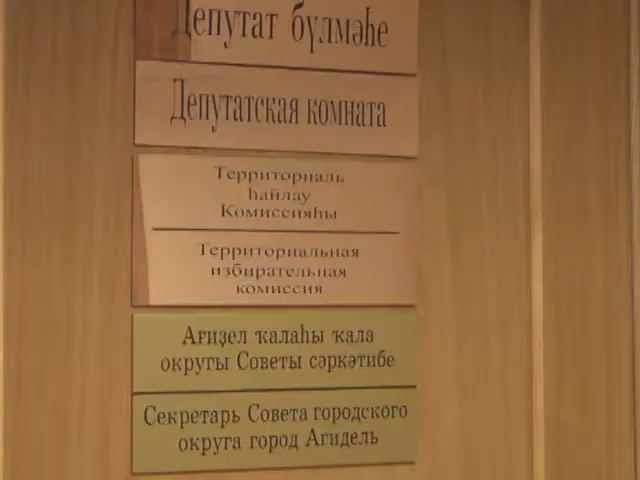 Депутат бүлмәһе
Депутатская комната
Территориаль
һайлау
Комиссияһы
Территориальная
избирательная
комиссия
Ағиҙел ҡалаһы ҡала
округы Советы сәркәтибе
Секретарь Совета городского
округа город Агидель